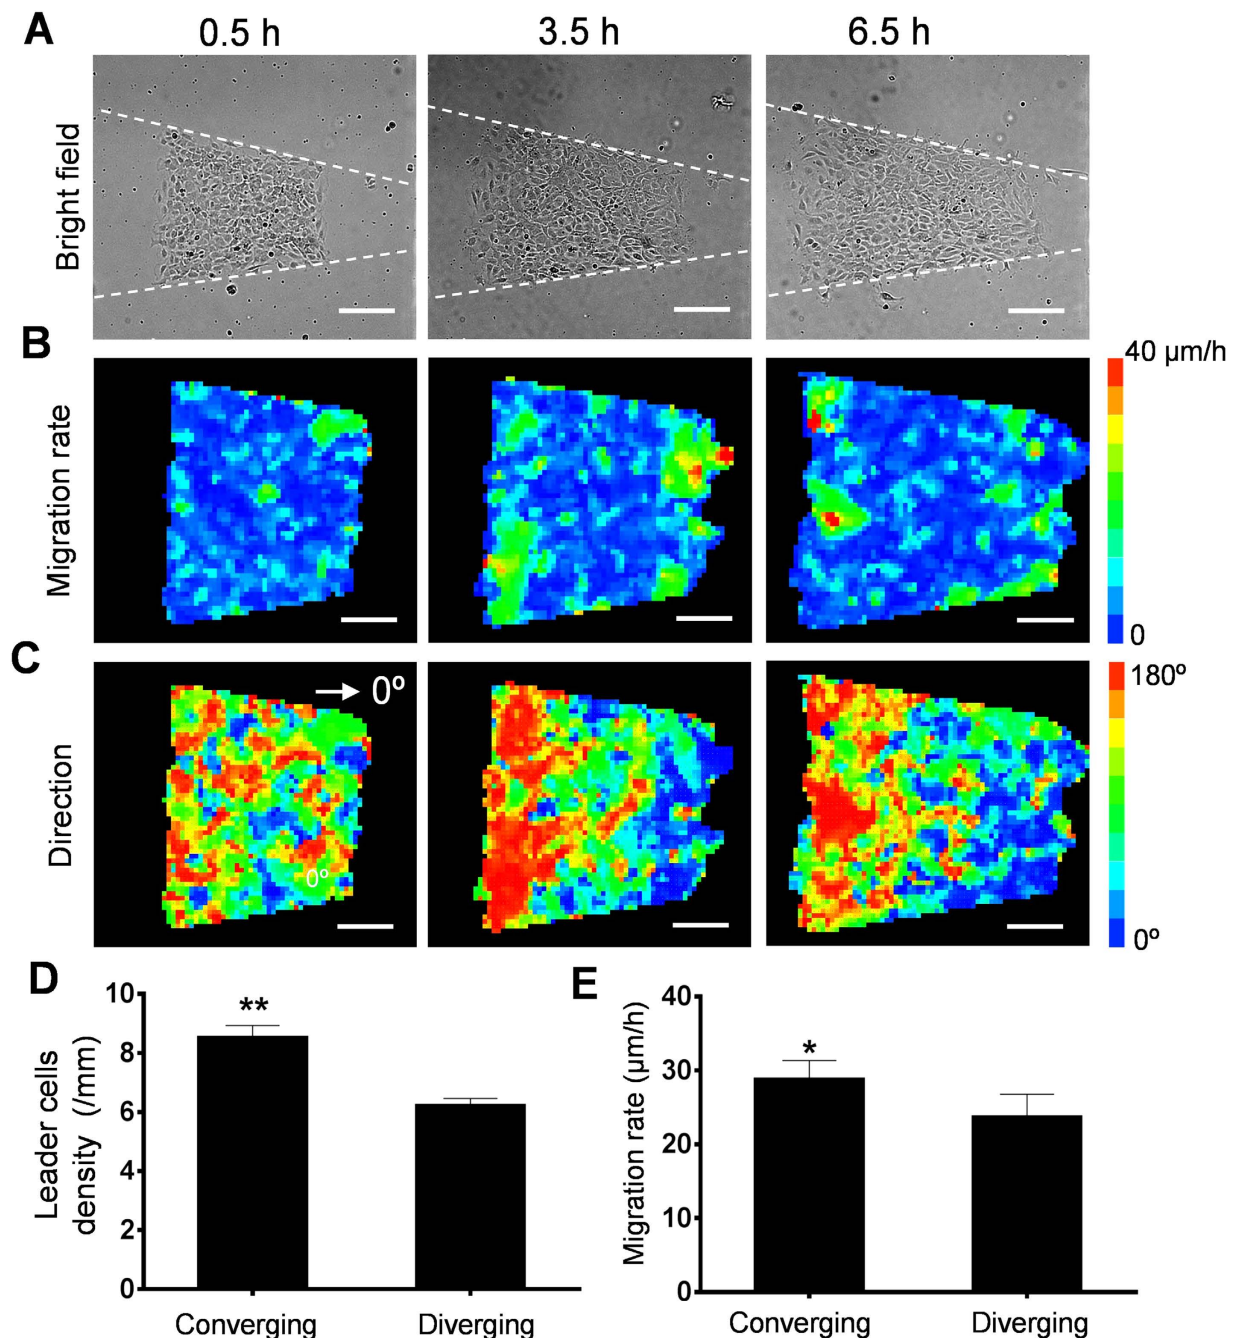 A
0.5 h
3.5 h
6.5 h
Bright field
B
Migration rate
40 µm/h
0
C
Direction
0º
0º
180º
0º
D
Leader cells
density (/mm)
10
8
6
4
2
0
**
Converging
Diverging
E
Migration rate (µm/h)
40
30
20
10
0
*
Converging
Diverging